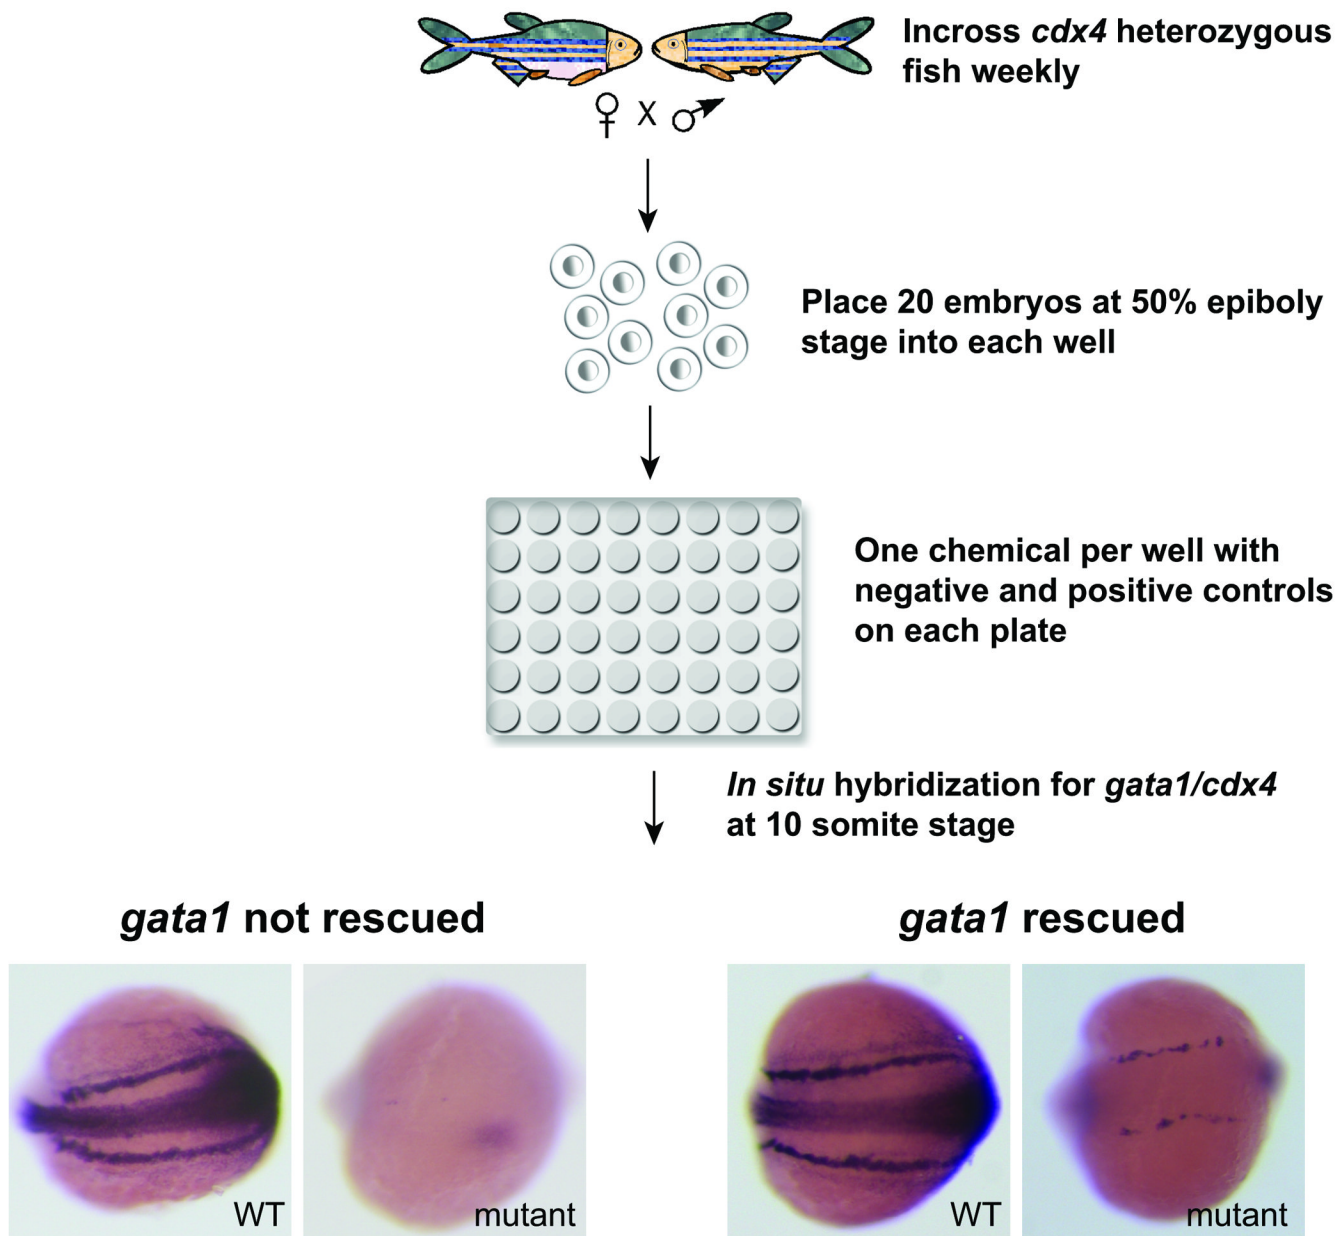 Incross cdx4 heterozygous
fish weekly
♀ X ♂
Place 20 embryos at 50% epiboly
stage into each well
One chemical per well with
negative and positive controls
on each plate
In situ hybridization for gata1/cdx4
at 10 somite stage
gata1 not rescued
gata1 rescued
WT
mutant
WT
mutant